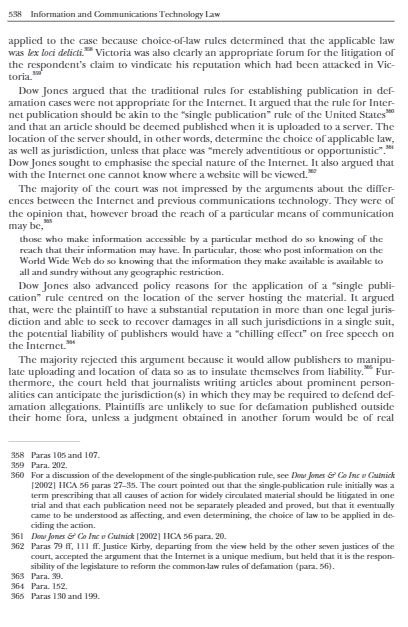 538 Information and Communications Technology Law
applied to the case because choice-of-law rules determined that the applicable law
was lex loci delicti.358 Victoria was also clearly an appropriate forum for the litigation of
the respondent's claim to vindicate his reputation which had been attacked in Vic-
toria.359
Dow Jones argued that the traditional rules for establishing publication in def-
amation cases were not appropriate for the Internet. It argued that the rule for Inter-
net publication should be akin to the "single publication" rule of the United States360
and that an article should be deemed published when it is uploaded to a server. The
location of the server should, in other words, determine the choice of applicable law,
as well as jurisdiction, unless that place was "merely adventitious or opportunistic".361
Dow Jones sought to emphasise the special nature of the Internet. It also argued that
with the Internet one cannot know where a website will be viewed.362
The majority of the court was not impressed by the arguments about the differ-
ences between the Internet and previous communications technology. They were of
the opinion that, however broad the reach of a particular means of communication
may be,363
those who make information accessible by a particular method do so knowing of the
reach that their information may have. In particular, those who post information on the
World Wide Web do so knowing that the information they make available is available to
all and sundry without any geographic restriction.
Dow Jones also advanced policy reasons for the application of a "single publi-
cation" rule centred on the location of the server hosting the material. It argued
that, were the plaintiff to have a substantial reputation in more than one legal juris-
diction and able to seek to recover damages in all such jurisdictions in a single suit,
the potential liability of publishers would have a "chilling effect" on free speech on
the Internet.364
The majority rejected this argument because it would allow publishers to manipu-
late uploading and location of data so as to insulate themselves from liability.365 Fur-
thermore, the court held that journalists writing articles about prominent person-
alities can anticipate the jurisdiction(s) in which they may be required to defend def-
amation allegations. Plaintiffs are unlikely to sue for defamation published outside
their home fora, unless a judgment obtained in another forum would be of real
358 Paras 105 and 107.
359 Para. 202.
360 For a discussion of the development of the single-publication rule, see Dow Jones & Co Inc v Gutnick
[2002] HCA 56 paras 27–35. The court pointed out that the single-publication rule initially was a
term prescribing that all causes of action for widely circulated material should be litigated in one
trial and that each publication need not be separately pleaded and proved, but that it eventually
came to be understood as affecting, and even determining, the choice of law to be applied in de-
ciding the action.
361 Dow Jones & Co Inc v Gutnick [2002] HCA 56 para. 20.
362 Paras 79 ff, 111 ff. Justice Kirby, departing from the view held by the other seven justices of the
court, accepted the argument that the Internet is a unique medium, but held that it is the respon-
sibility of the legislature to reform the common-law rules of defamation (para. 56).
363 Para. 39.
364 Para. 152.
365 Paras 130 and 199.